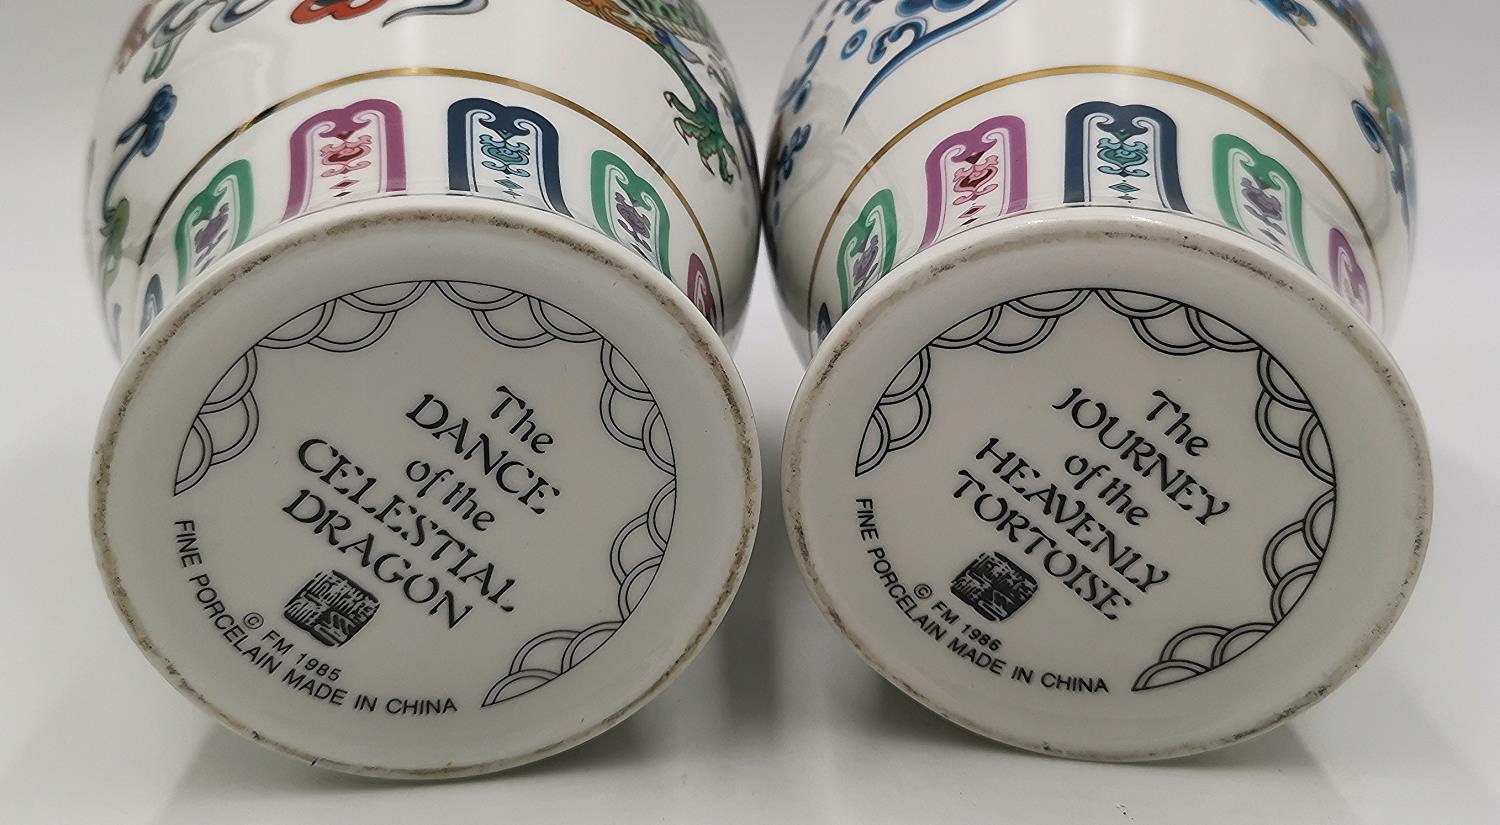 The
DANCE
of the
CELESTIAL
DRAGON
© FM 1985
FINE PORCELAIN MADE IN CHINA
The
JOURNEY
of the
HEAVENLY
TORTOISE
© FM 1986
FINE PORCELAIN MADE IN CHINA